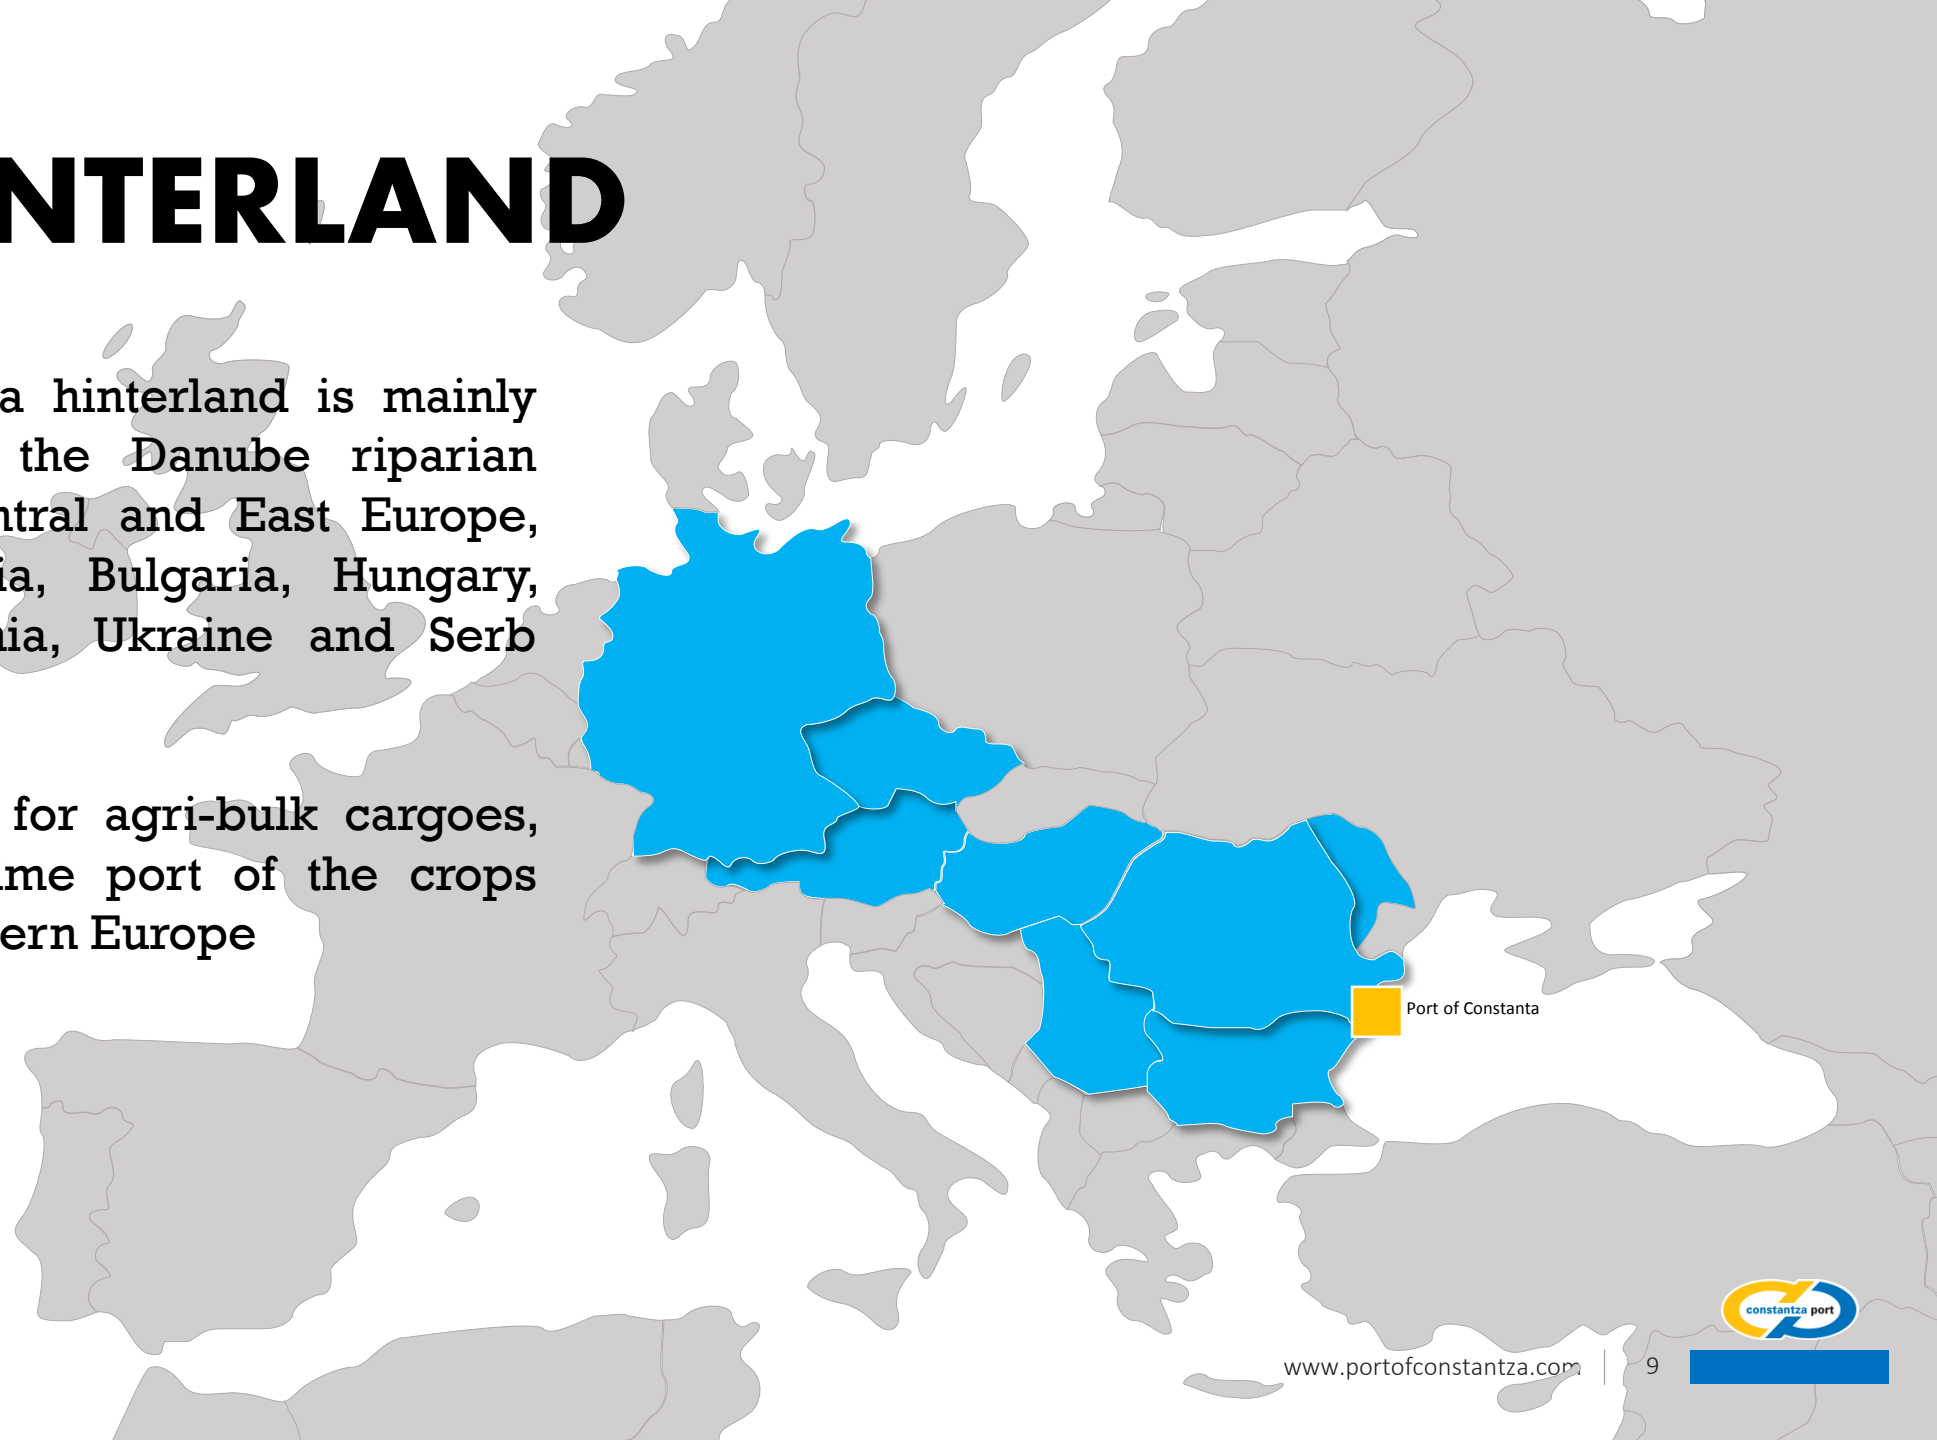 NTERLAND
a hinterland is mainly
the Danube riparian
ntral and East Europe,
ia, Bulgaria, Hungary,
nia, Ukraine and Serb
for agri-bulk cargoes,
me port of the crops
ern Europe
Port of Constanta
constantza port
www.portofconstantza.com
9